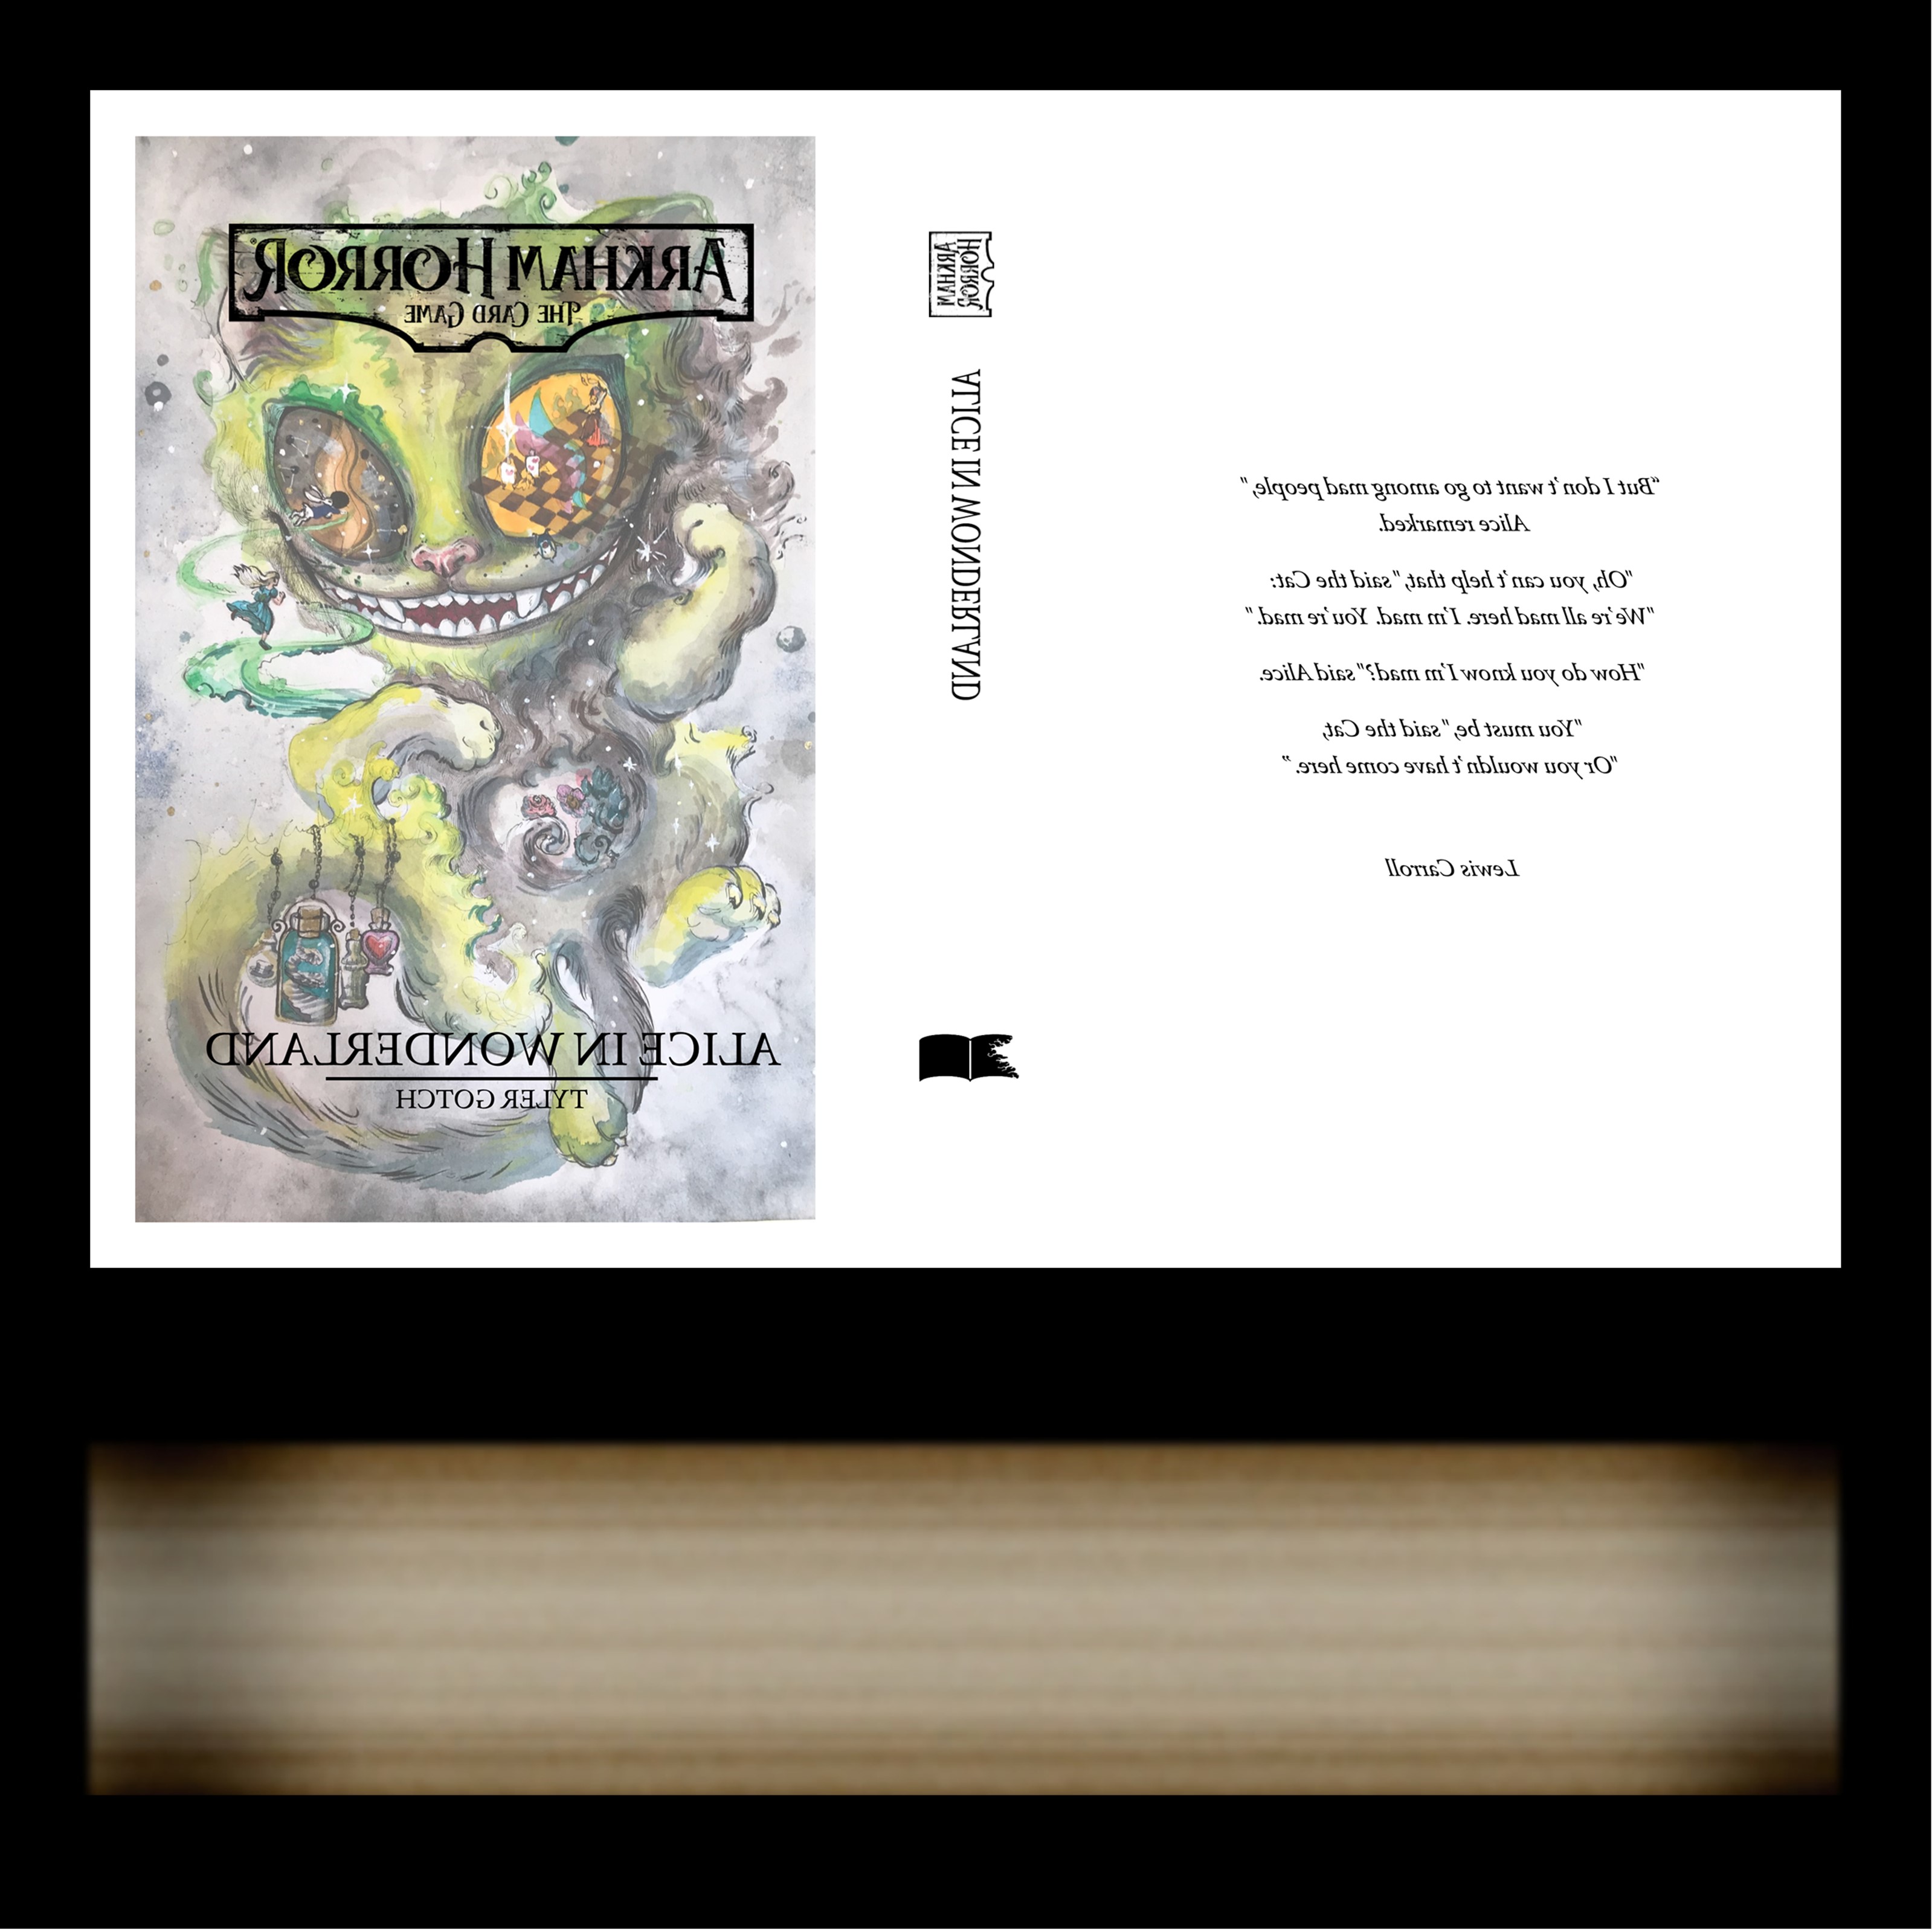 ARKHAM HORROR®
THE CARD GAME
ALICE IN WONDERLAND
TYLER GOTCH
ARKHAM
HORROR
ALICE IN WONDERLAND
“But I don't want to go among mad people,"
Alice remarked.
"Oh, you can't help that," said the Cat:
"We're all mad here. I'm mad. You're mad."
"How do you know I'm mad?" said Alice.
"You must be," said the Cat,
"Or you wouldn't have come here.”
Lewis Carroll